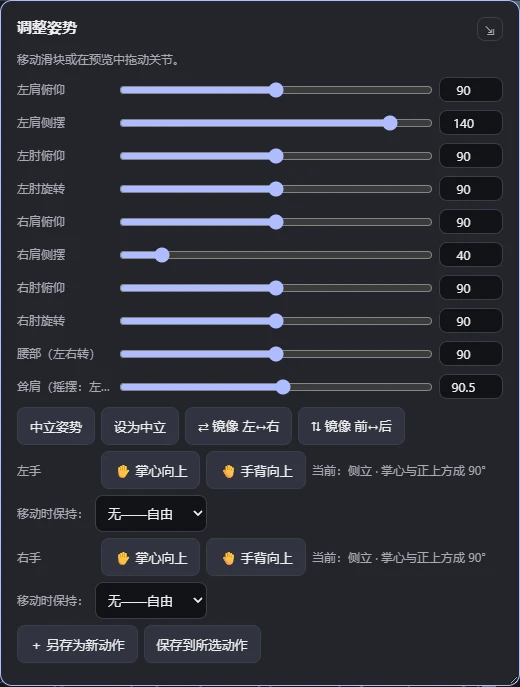 调整姿势
移动滑块或在预览中拖动关节。
左肩俯仰 90
左肩侧摆 140
左肘俯仰 90
左肘旋转 90
右肩俯仰 90
右肩侧摆 40
右肘俯仰 90
右肘旋转 90
腰部（左右转） 90
耸肩（摇摆：左... 90.5
中立姿势 设为中立 ⇄ 镜像 左↔右 ⇅ 镜像 前↔后
左手 🤚 掌心向上 🤚 手背向上 当前：侧立 · 掌心与正上方成 90°
移动时保持： 无——自由
右手 🤚 掌心向上 🤚 手背向上 当前：侧立 · 掌心与正上方成 90°
移动时保持： 无——自由
+ 另存为新动作 保存到所选动作